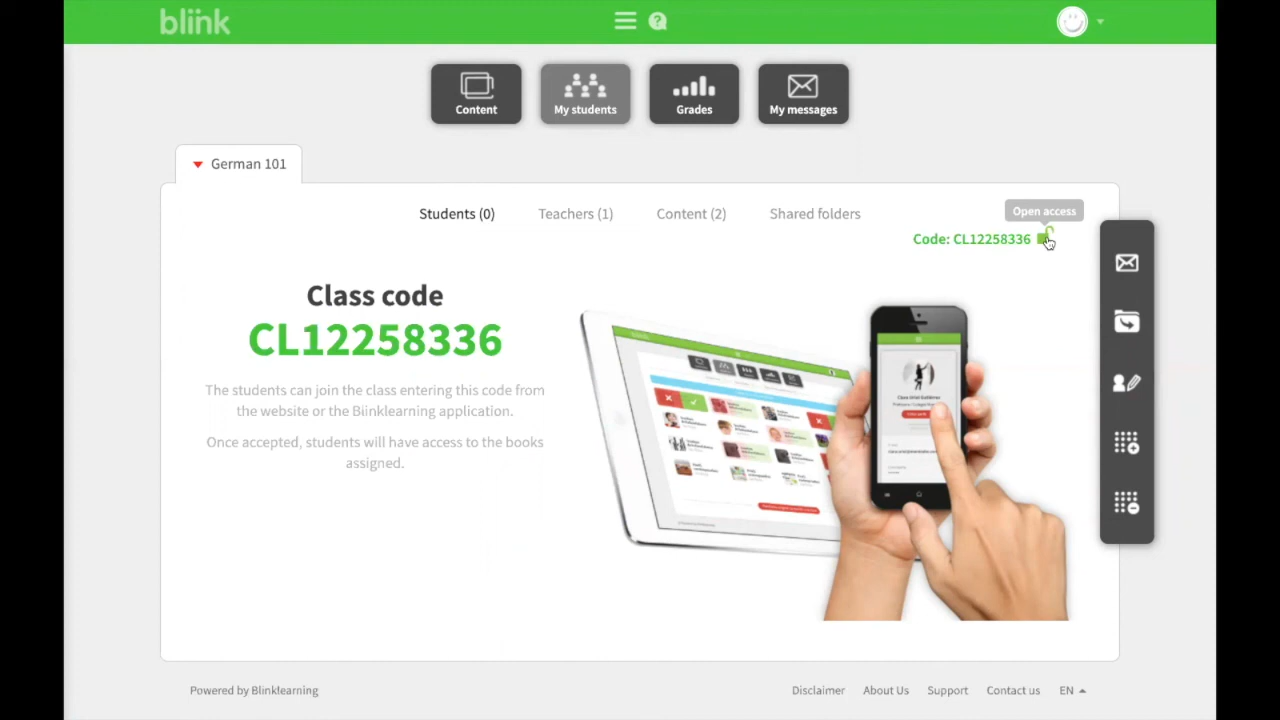 blink
Content
My students
Grades
My messages
German 101
Students (0)
Teachers (1)
Content (2)
Shared folders
Open access
Code: CL12258336
Class code
CL12258336
The students can join the class entering this code from
the website or the Blinklearning application.
Once accepted, students will have access to the books
assigned.
Powered by Blinklearning
Disclaimer
About Us
Support
Contact us
EN